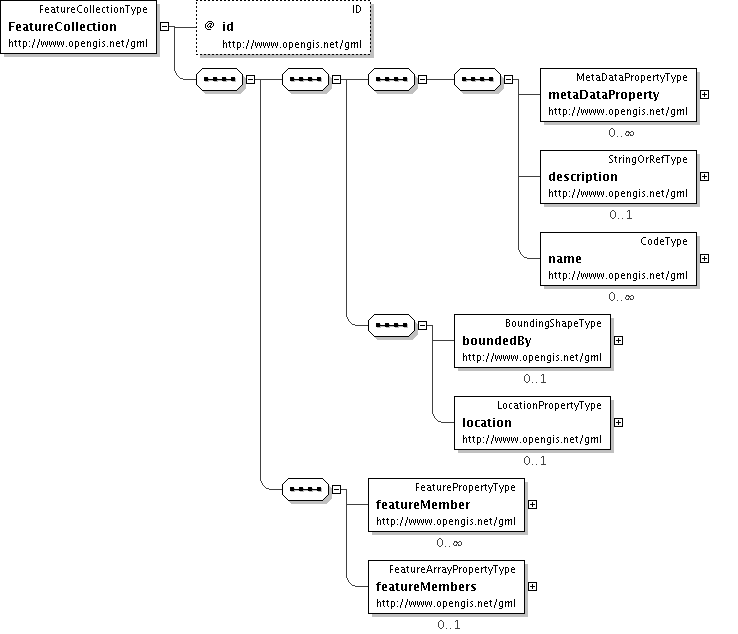 FeatureCollectionType
FeatureCollection
http://www.opengis.net/gml
ID
@ id
http://www.opengis.net/gml
MetaDataPropertyType
metaDataProperty
http://www.opengis.net/gml
0..∞
StringOrRefType
description
http://www.opengis.net/gml
0..1
CodeType
name
http://www.opengis.net/gml
0..∞
BoundingShapeType
boundedBy
http://www.opengis.net/gml
0..1
LocationPropertyType
location
http://www.opengis.net/gml
0..1
FeaturePropertyType
featureMember
http://www.opengis.net/gml
0..∞
FeatureArrayPropertyType
featureMembers
http://www.opengis.net/gml
0..1